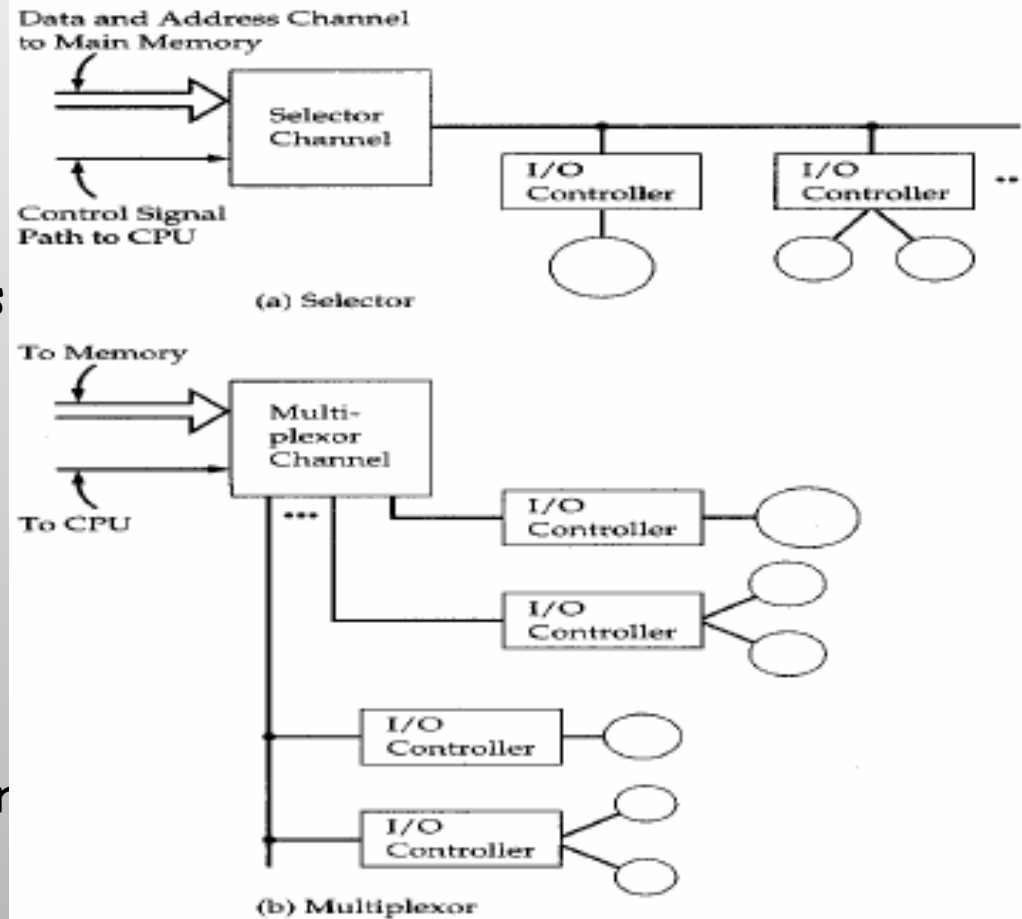 Data and Address Channel
to Main Memory
Selector
Channel
I/O
Controller
I/O
Controller
••
Control Signal
Path to CPU
(a) Selector
s
To Memory
Multi-
plexor
Channel
•••
To CPU
I/O
Controller
I/O
Controller
I/O
Controller
r
I/O
Controller
(b) Multiplexor